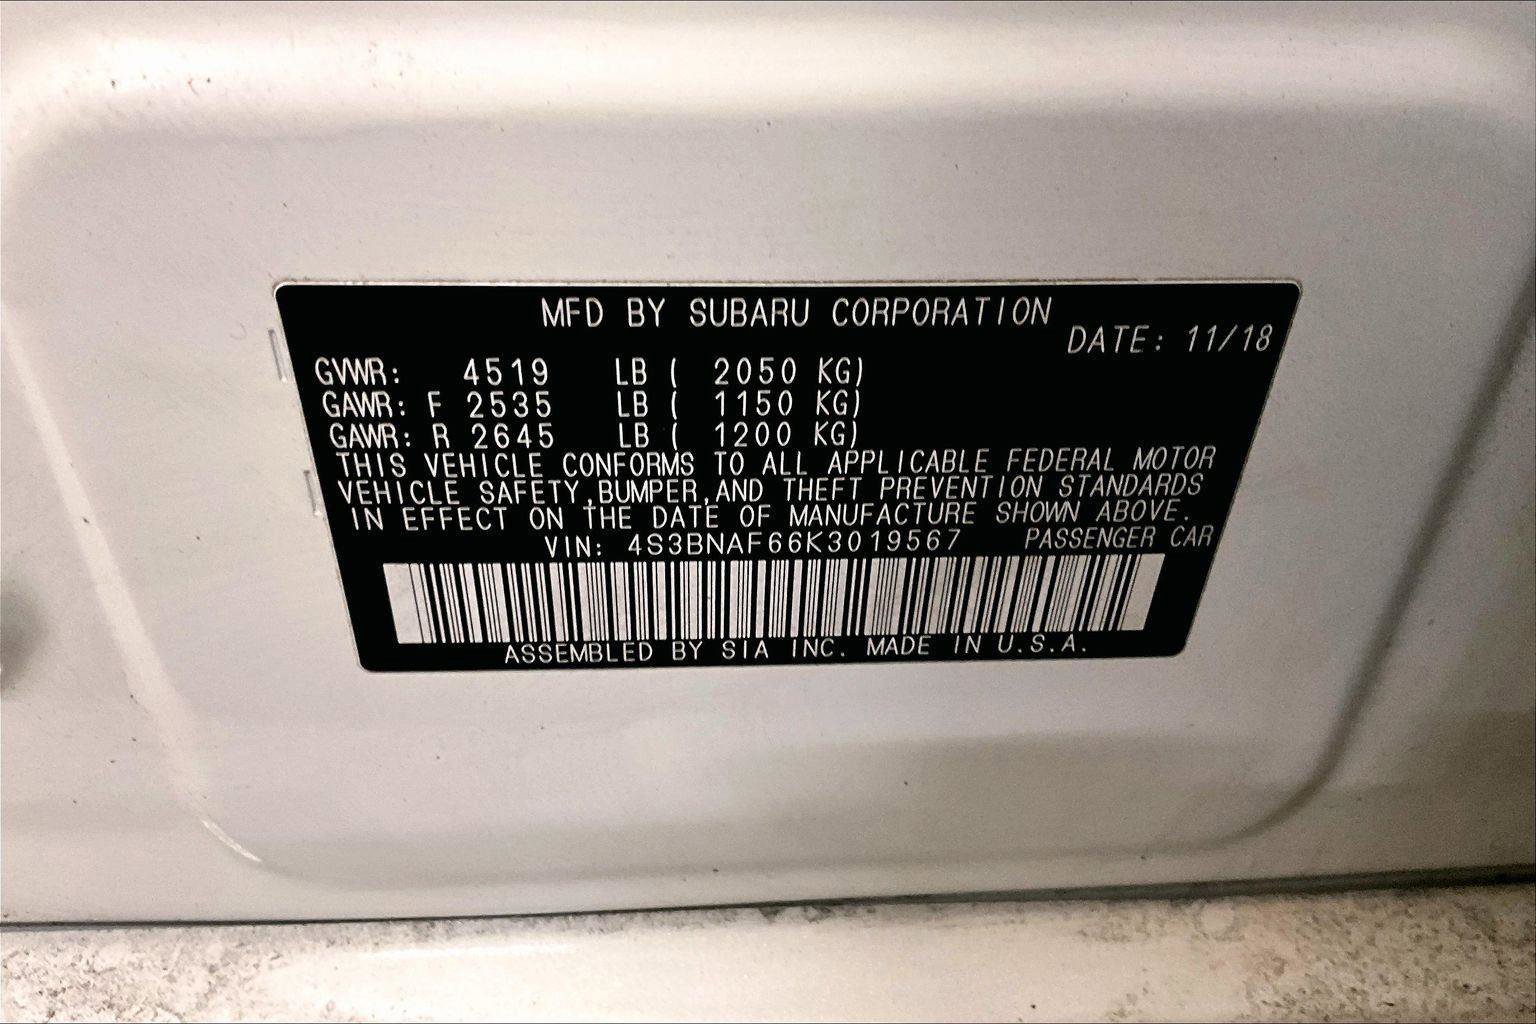 MFD BY SUBARU CORPORATION
DATE: 11/18
GVWR: 4519 LB ( 2050 KG)
GAWR: F 2535 LB ( 1150 KG)
GAWR: R 2645 LB ( 1200 KG)
THIS VEHICLE CONFORMS TO ALL APPLICABLE FEDERAL MOTOR
VEHICLE SAFETY,BUMPER,AND THEFT PREVENTION STANDARDS
IN EFFECT ON THE DATE OF MANUFACTURE SHOWN ABOVE.
VIN: 4S3BNAF66K3019567 PASSENGER CAR
ASSEMBLED BY SIA INC. MADE IN U.S.A.